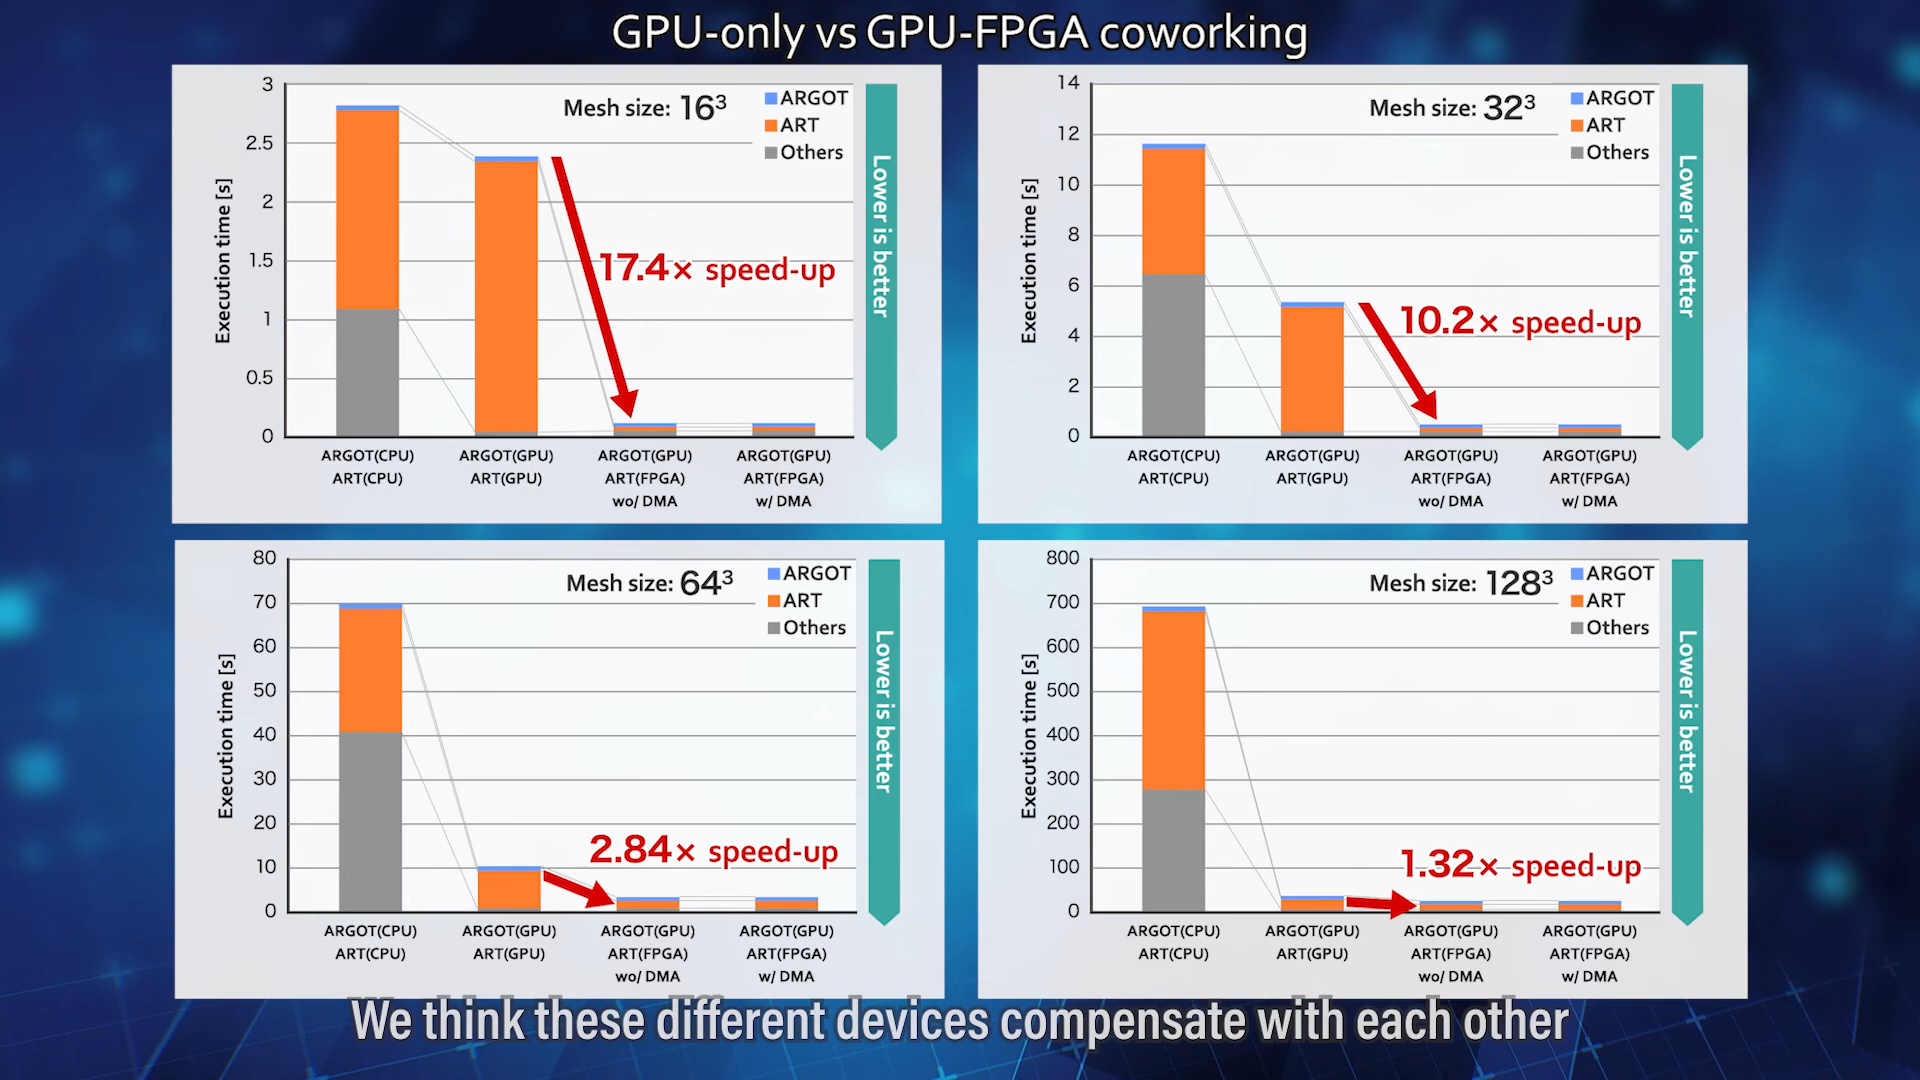 GPU-only vs GPU-FPGA coworking
Mesh size: 16³
ARGOT
ART
Others
Execution time [s]
3
2.5
2
1.5
1
0.5
0
17.4× speed-up
Lower is better
ARGOT(CPU) ARGOT(GPU) ARGOT(GPU) ARGOT(GPU)
ART(CPU) ART(GPU) ART(FPGA) ART(FPGA)
wo/ DMA w/ DMA
Mesh size: 32³
ARGOT
ART
Others
Execution time [s]
14
12
10
8
6
4
2
0
10.2× speed-up
Lower is better
ARGOT(CPU) ARGOT(GPU) ARGOT(GPU) ARGOT(GPU)
ART(CPU) ART(GPU) ART(FPGA) ART(FPGA)
wo/ DMA w/ DMA
Mesh size: 64³
ARGOT
ART
Others
Execution time [s]
80
70
60
50
40
30
20
10
0
2.84× speed-up
Lower is better
ARGOT(CPU) ARGOT(GPU) ARGOT(GPU) ARGOT(GPU)
ART(CPU) ART(GPU) ART(FPGA) ART(FPGA)
wo/ DMA w/ DMA
Mesh size: 128³
ARGOT
ART
Others
Execution time [s]
800
700
600
500
400
300
200
100
0
1.32× speed-up
Lower is better
ARGOT(CPU) ARGOT(GPU) ARGOT(GPU) ARGOT(GPU)
ART(CPU) ART(GPU) ART(FPGA) ART(FPGA)
wo/ DMA w/ DMA
We think these different devices compensate with each other